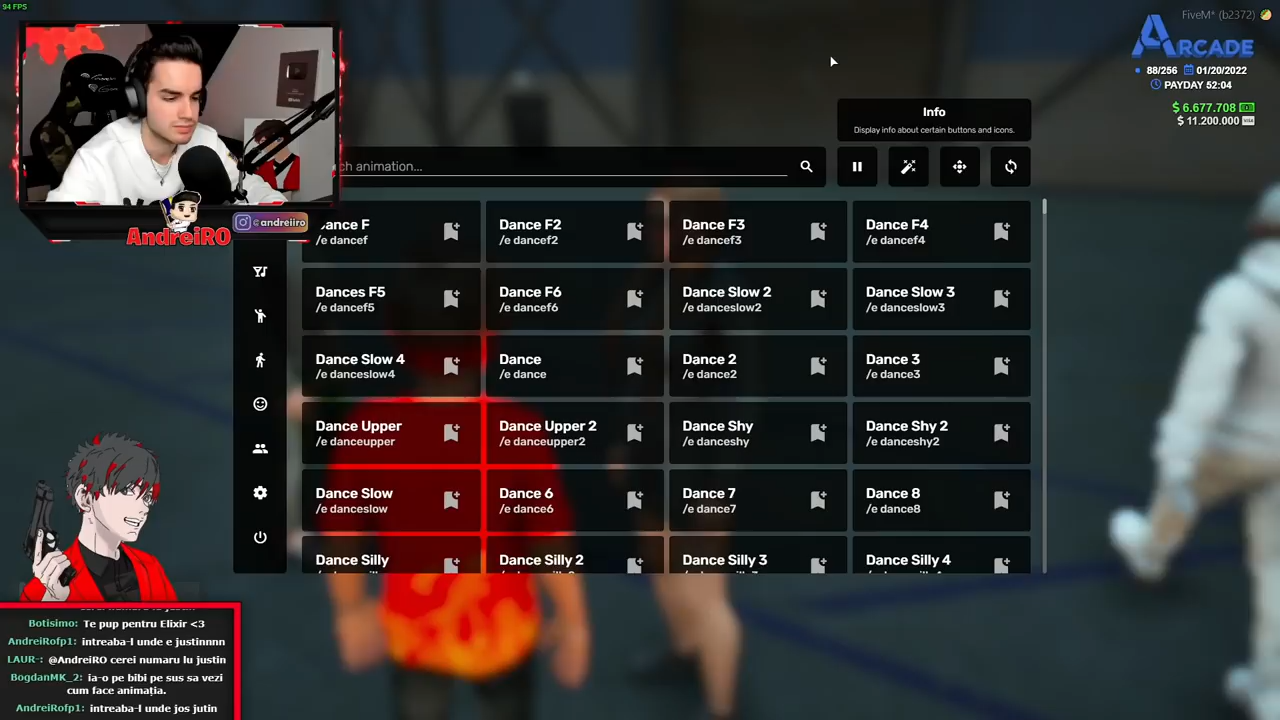 94 FPS
FiveM* (b2372)
ARCADE
88/256 01/20/2022
PAYDAY 52:04
$ 6.677.708
$ 11.200.000
Info
Display info about certain buttons and icons.
ch animation...
@andreiiro
AndreiRO
Dance F
/e dancef
Dance F2
/e dancef2
Dance F3
/e dancef3
Dance F4
/e dancef4
Dances F5
/e dancef5
Dance F6
/e dancef6
Dance Slow 2
/e danceslow2
Dance Slow 3
/e danceslow3
Dance Slow 4
/e danceslow4
Dance
/e dance
Dance 2
/e dance2
Dance 3
/e dance3
Dance Upper
/e danceupper
Dance Upper 2
/e danceupper2
Dance Shy
/e danceshy
Dance Shy 2
/e danceshy2
Dance Slow
/e danceslow
Dance 6
/e dance6
Dance 7
/e dance7
Dance 8
/e dance8
Dance Silly
Dance Silly 2
Dance Silly 3
Dance Silly 4
Botisimo: Te pup pentru Elixir <3
AndreiRofp1: intreaba-l unde e justinnnn
LAUR-: @AndreiRO cerei numaru lu justin
BogdanMK_2: ia-o pe bibi pe sus sa vezi
cum face animația.
AndreiRofp1: intreaba-l unde jos jutin